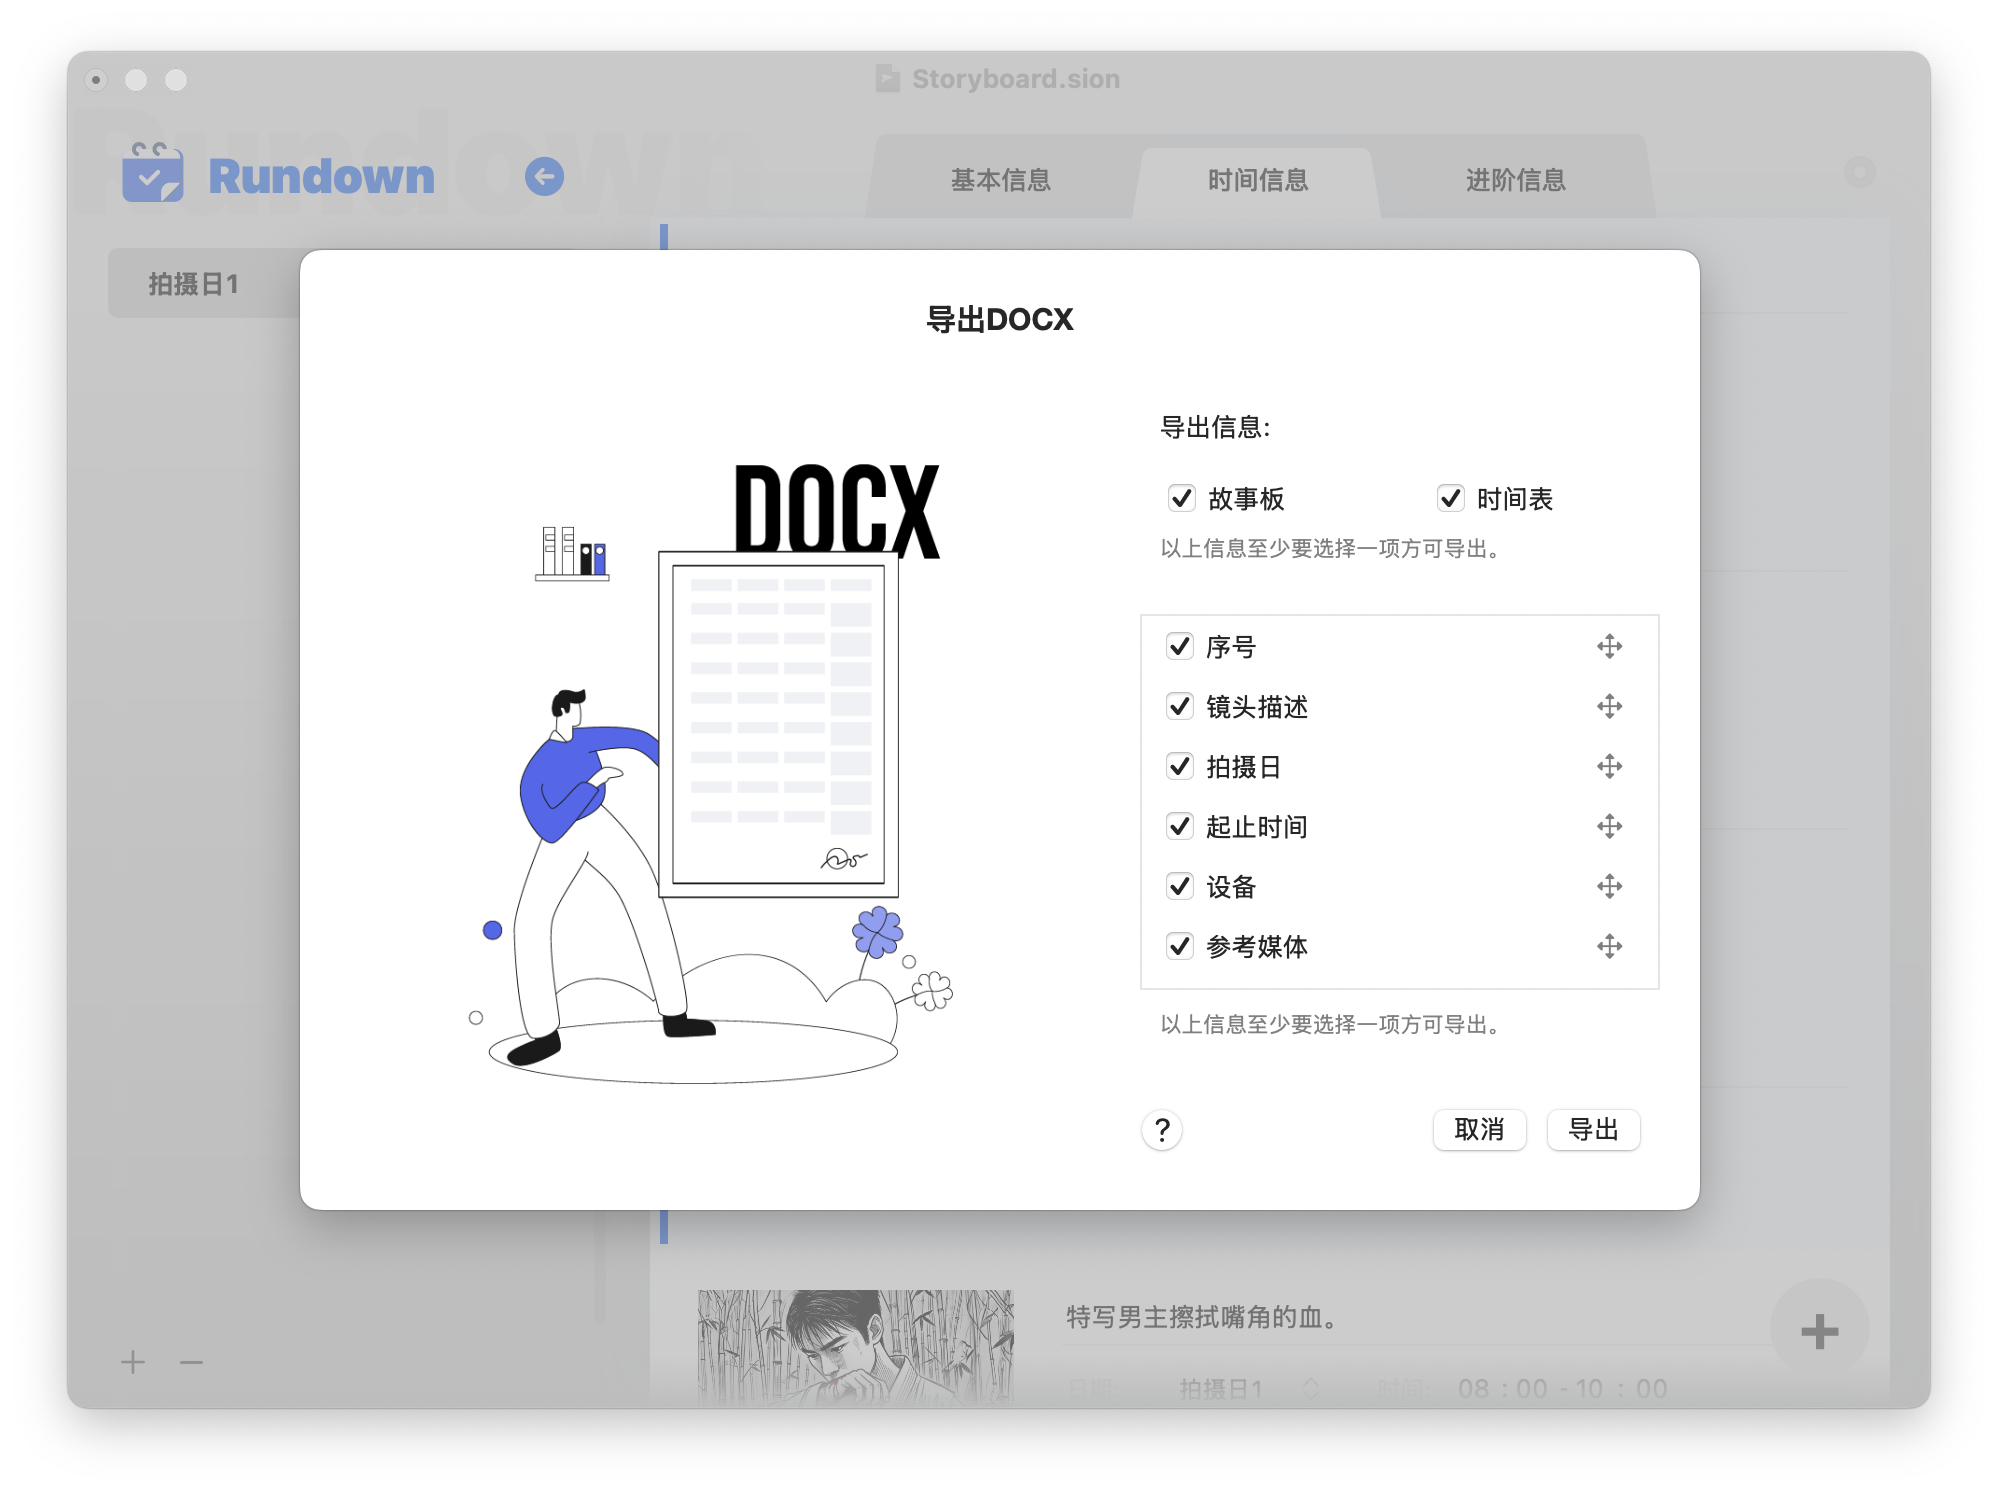 Storyboard.sion
Rundown
Rundown
基本信息
时间信息
进阶信息
拍摄日1
导出DOCX
DOCX
导出信息:
故事板
时间表
以上信息至少要选择一项方可导出。
序号
镜头描述
拍摄日
起止时间
设备
参考媒体
以上信息至少要选择一项方可导出。
?
取消
导出
特写男主擦拭嘴角的血。
日期: 拍摄日1 时间: 08 : 00 - 10 : 00